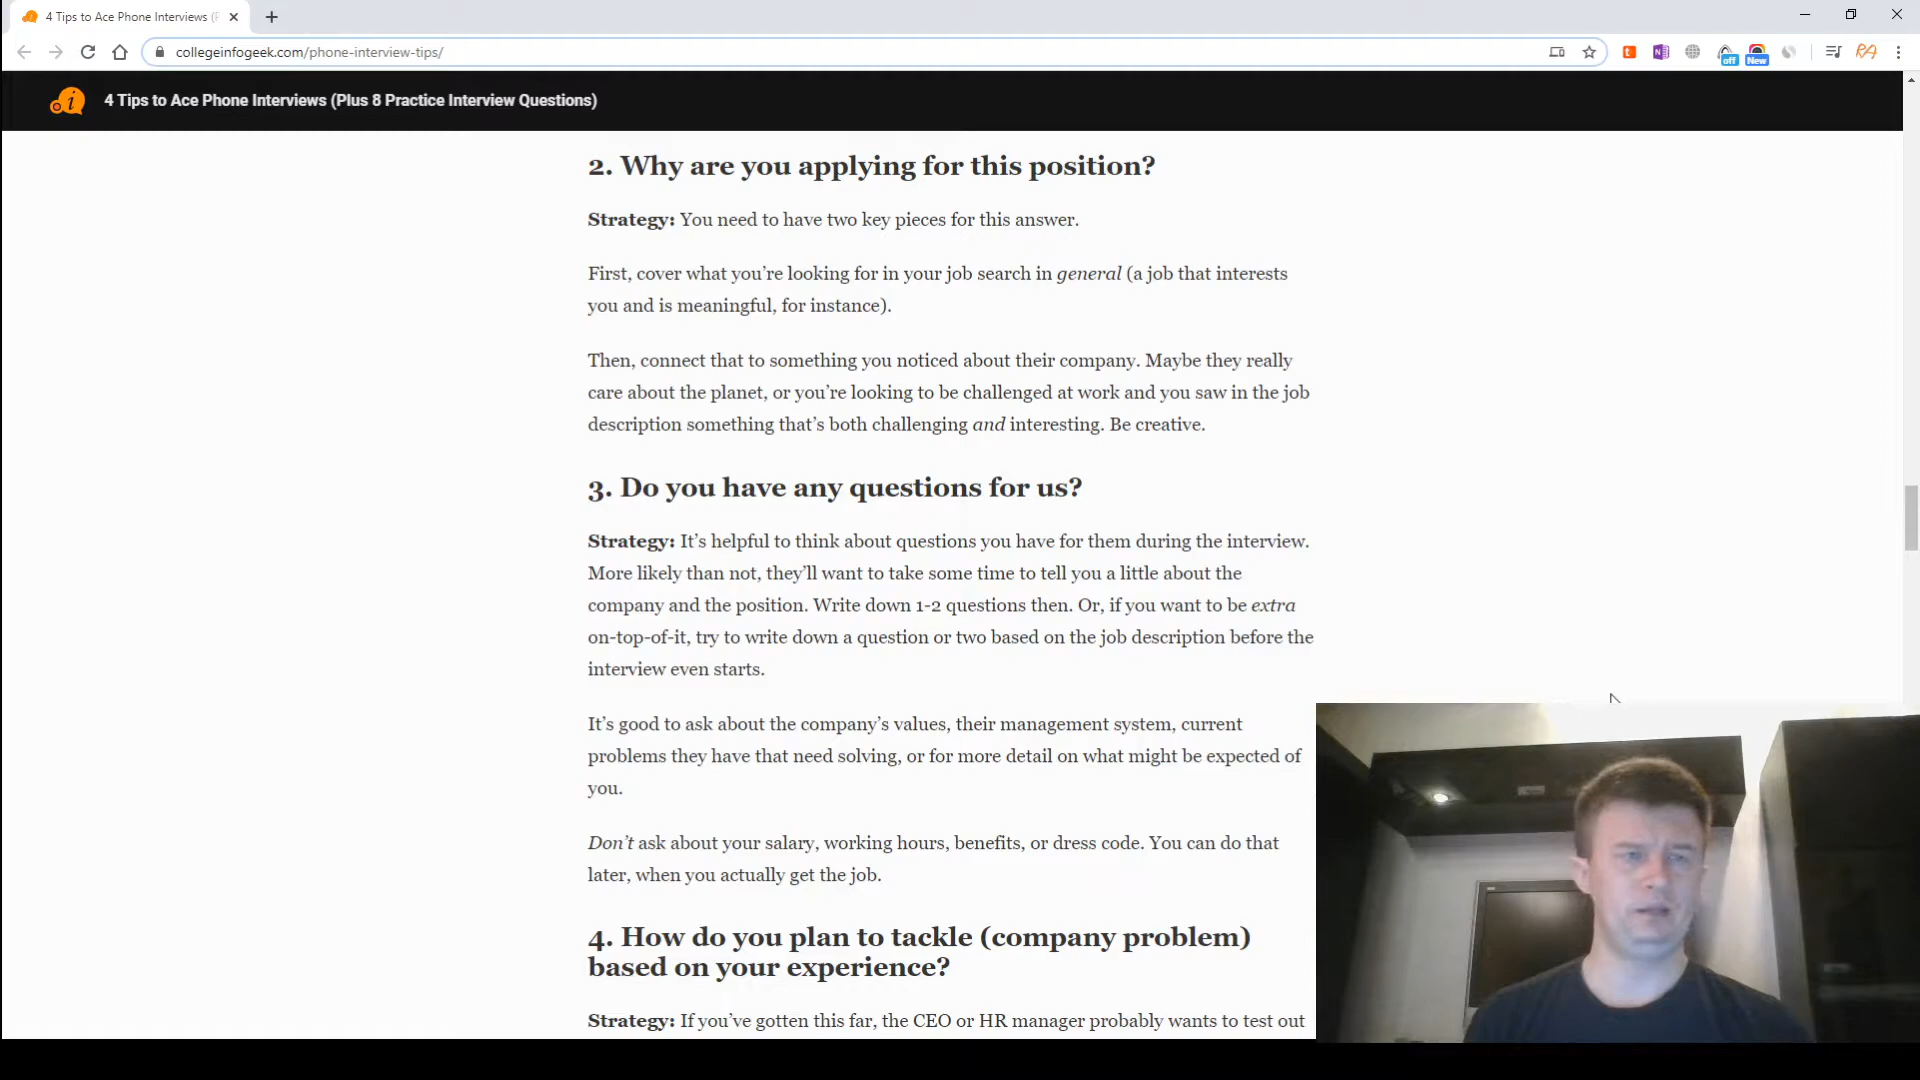 4 Tips to Ace Phone Interviews (P
collegeinfogeek.com/phone-interview-tips/
off
New
4 Tips to Ace Phone Interviews (Plus 8 Practice Interview Questions)
2. Why are you applying for this position?
Strategy: You need to have two key pieces for this answer.
First, cover what you’re looking for in your job search in general (a job that interests
you and is meaningful, for instance).
Then, connect that to something you noticed about their company. Maybe they really
care about the planet, or you’re looking to be challenged at work and you saw in the job
description something that’s both challenging and interesting. Be creative.
3. Do you have any questions for us?
Strategy: It’s helpful to think about questions you have for them during the interview.
More likely than not, they’ll want to take some time to tell you a little about the
company and the position. Write down 1-2 questions then. Or, if you want to be extra
on-top-of-it, try to write down a question or two based on the job description before the
interview even starts.
It’s good to ask about the company’s values, their management system, current
problems they have that need solving, or for more detail on what might be expected of
you.
Don’t ask about your salary, working hours, benefits, or dress code. You can do that
later, when you actually get the job.
4. How do you plan to tackle (company problem)
based on your experience?
Strategy: If you’ve gotten this far, the CEO or HR manager probably wants to test out